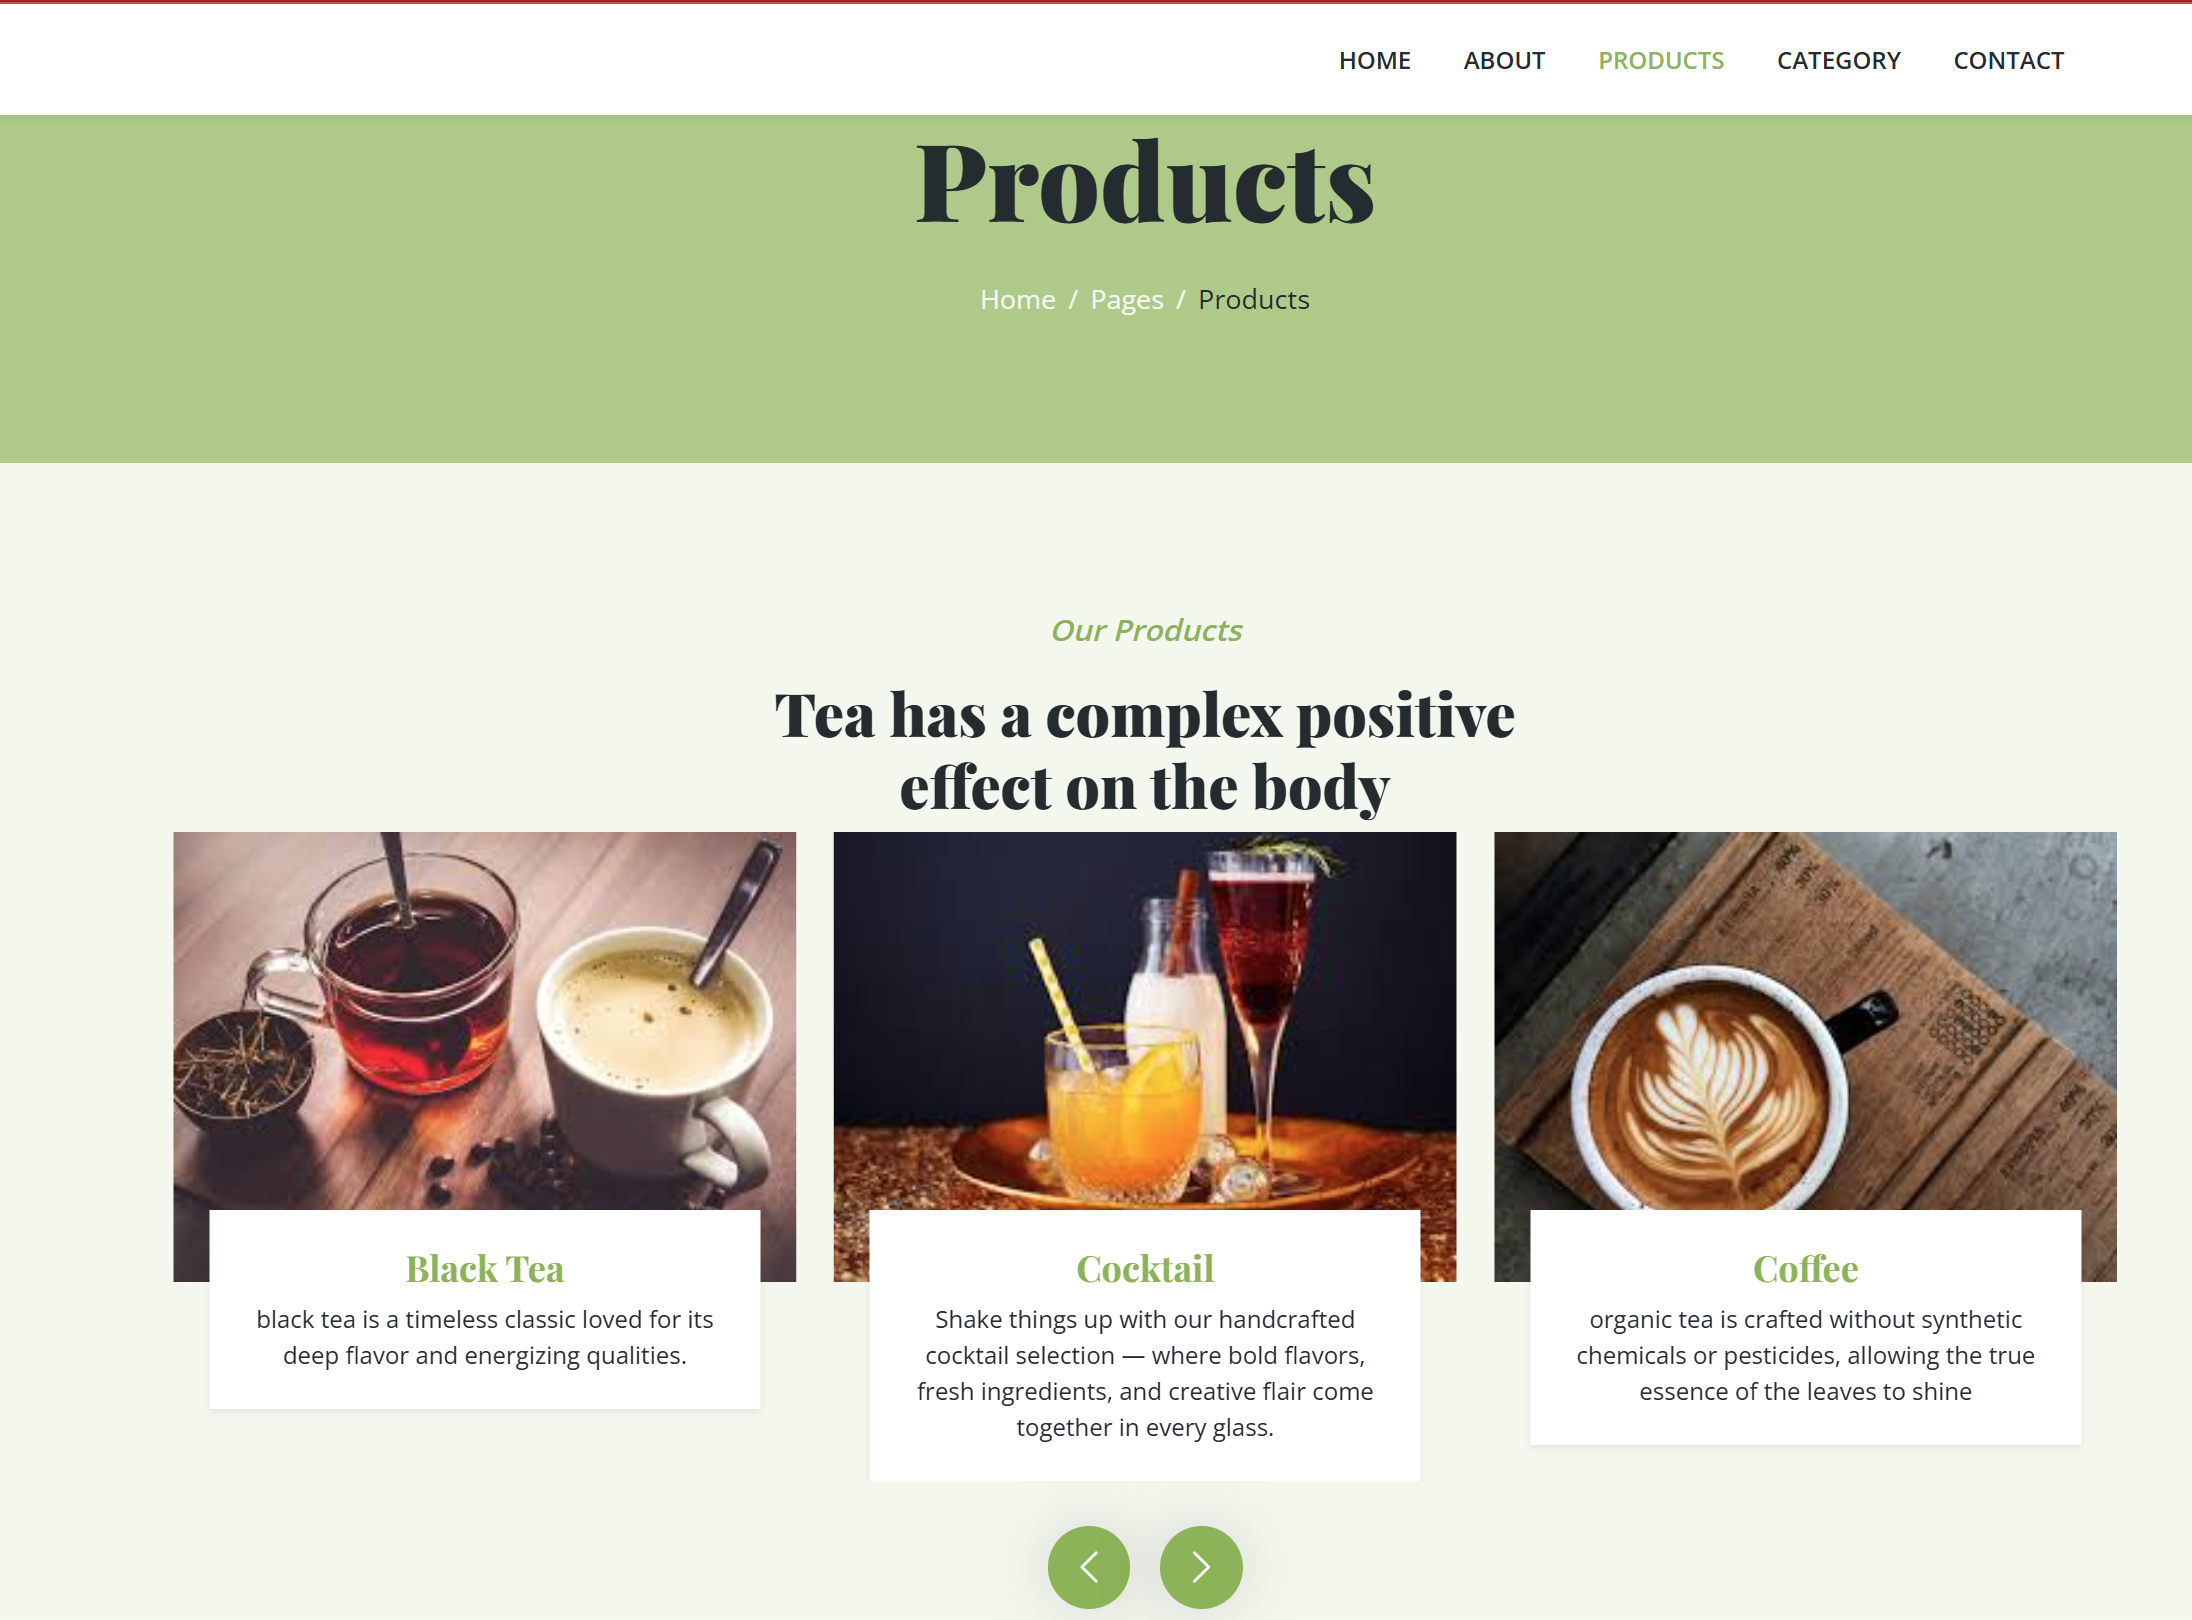 HOME ABOUT PRODUCTS CATEGORY CONTACT
Products
Home / Pages / Products
Our Products
Tea has a complex positive
effect on the body
Black Tea
black tea is a timeless classic loved for its
deep flavor and energizing qualities.
Cocktail
Shake things up with our handcrafted
cocktail selection — where bold flavors,
fresh ingredients, and creative flair come
together in every glass.
Coffee
organic tea is crafted without synthetic
chemicals or pesticides, allowing the true
essence of the leaves to shine